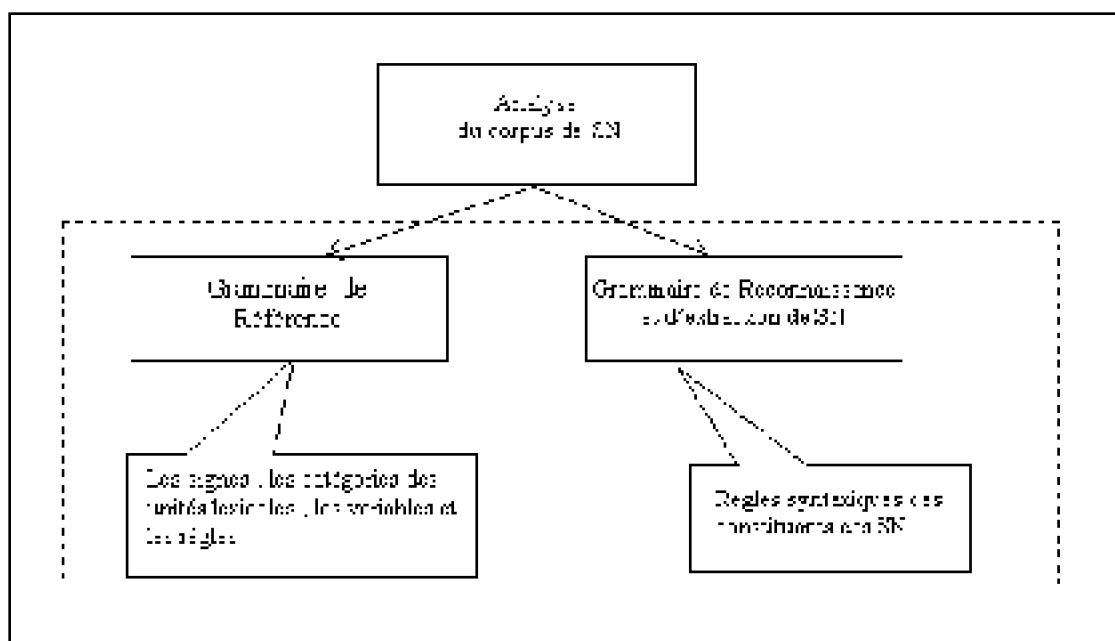 Analyse
du corpus de SN
Grammaire de
Référence
Grammaire de Reconnaissance
et d'extraction de SN
Les signes, les catégories des
unités lexicales, les variables et
les règles
Règles syntaxiques des
constituants des SN